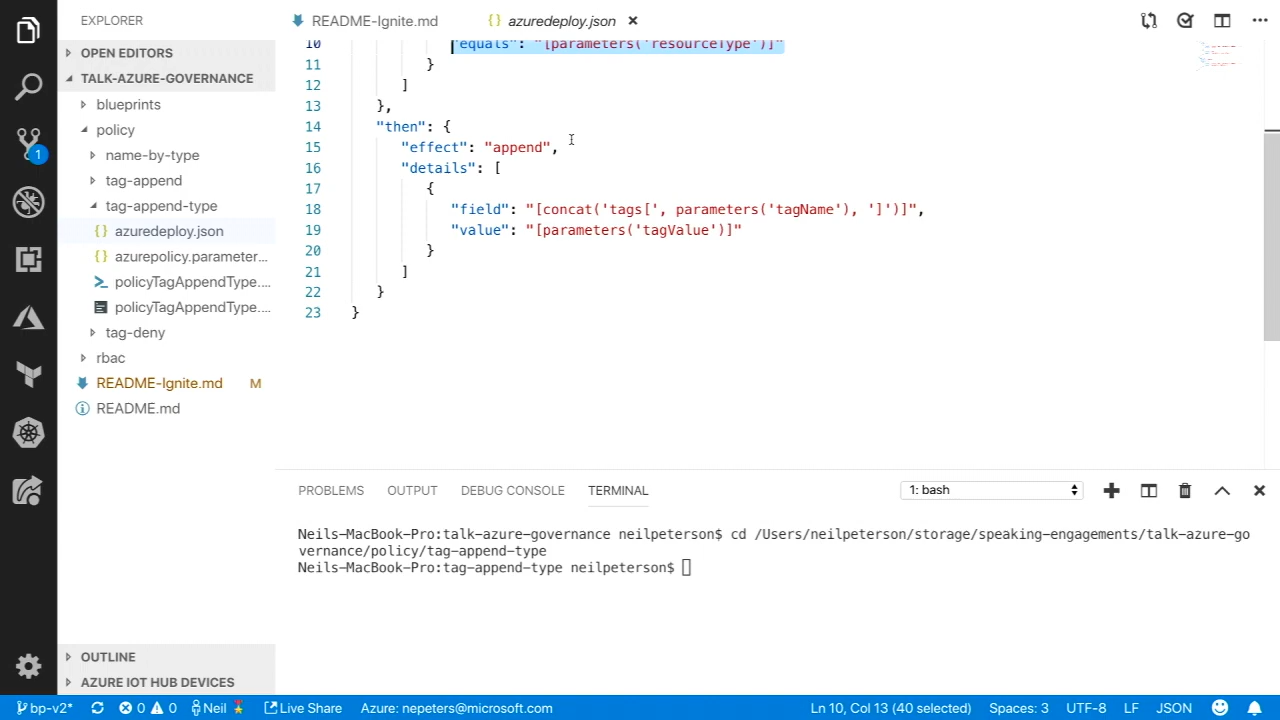 EXPLORER
README-Ignite.md
{} azuredeploy.json ×
OPEN EDITORS
TALK-AZURE-GOVERNANCE
blueprints
policy
name-by-type
tag-append
tag-append-type
{} azuredeploy.json
{} azurepolicy.parameter...
policyTagAppendType....
policyTagAppendType....
tag-deny
rbac
README-Ignite.md M
README.md
OUTLINE
AZURE IOT HUB DEVICES
1
10 "equals": "[parameters('resourceType')]"
11 }
12 ]
13 },
14 "then": {
15 "effect": "append",
16 "details": [
17 {
18 "field": "[concat('tags[', parameters('tagName'), ']')]",
19 "value": "[parameters('tagValue')]"
20 }
21 ]
22 }
23 }
PROBLEMS OUTPUT DEBUG CONSOLE TERMINAL 1: bash
Neils-MacBook-Pro:talk-azure-governance neilpeterson$ cd /Users/neilpeterson/storage/speaking-engagements/talk-azure-go
vernance/policy/tag-append-type
Neils-MacBook-Pro:tag-append-type neilpeterson$
bp-v2* 0 0 Neil Live Share Azure: nepeters@microsoft.com Ln 10, Col 13 (40 selected) Spaces: 3 UTF-8 LF JSON